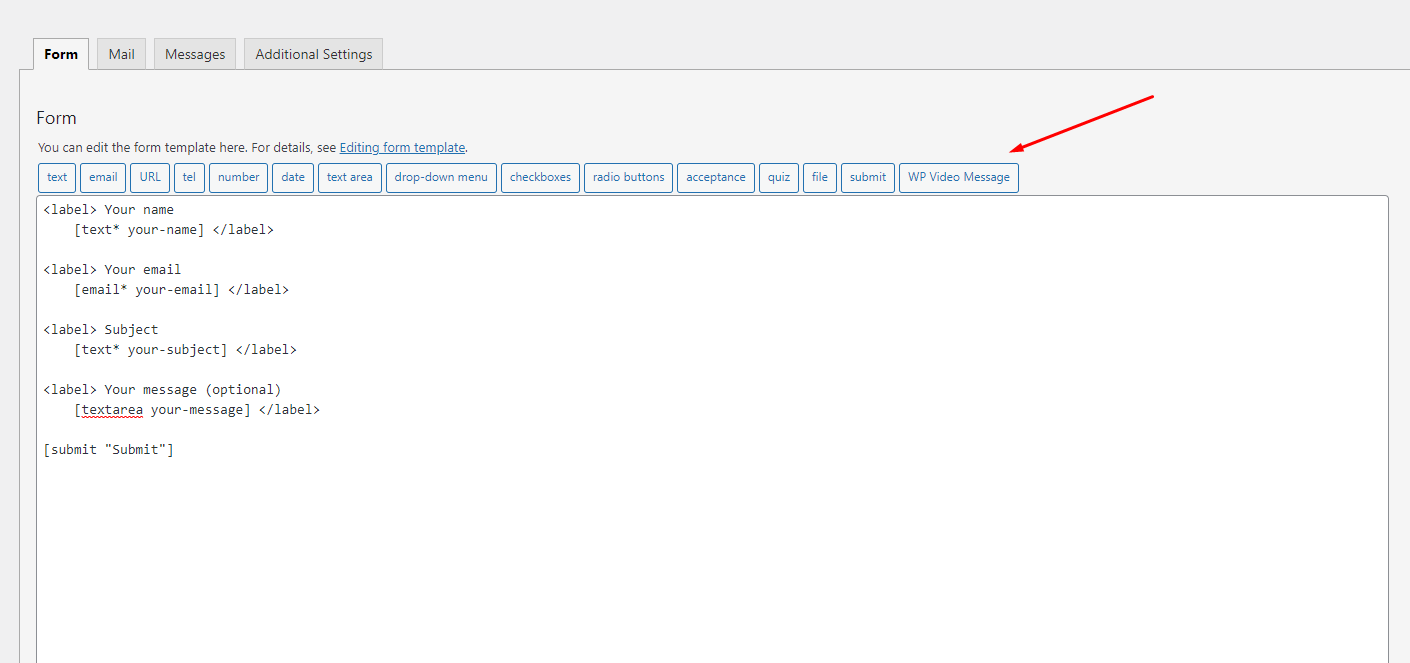 Form Mail Messages Additional Settings
Form
You can edit the form template here. For details, see Editing form template.
text email URL tel number date text area drop-down menu checkboxes radio buttons acceptance quiz file submit WP Video Message
<label> Your name
    [text* your-name] </label>
<label> Your email
    [email* your-email] </label>
<label> Subject
    [text* your-subject] </label>
<label> Your message (optional)
    [textarea your-message] </label>
[submit "Submit"]